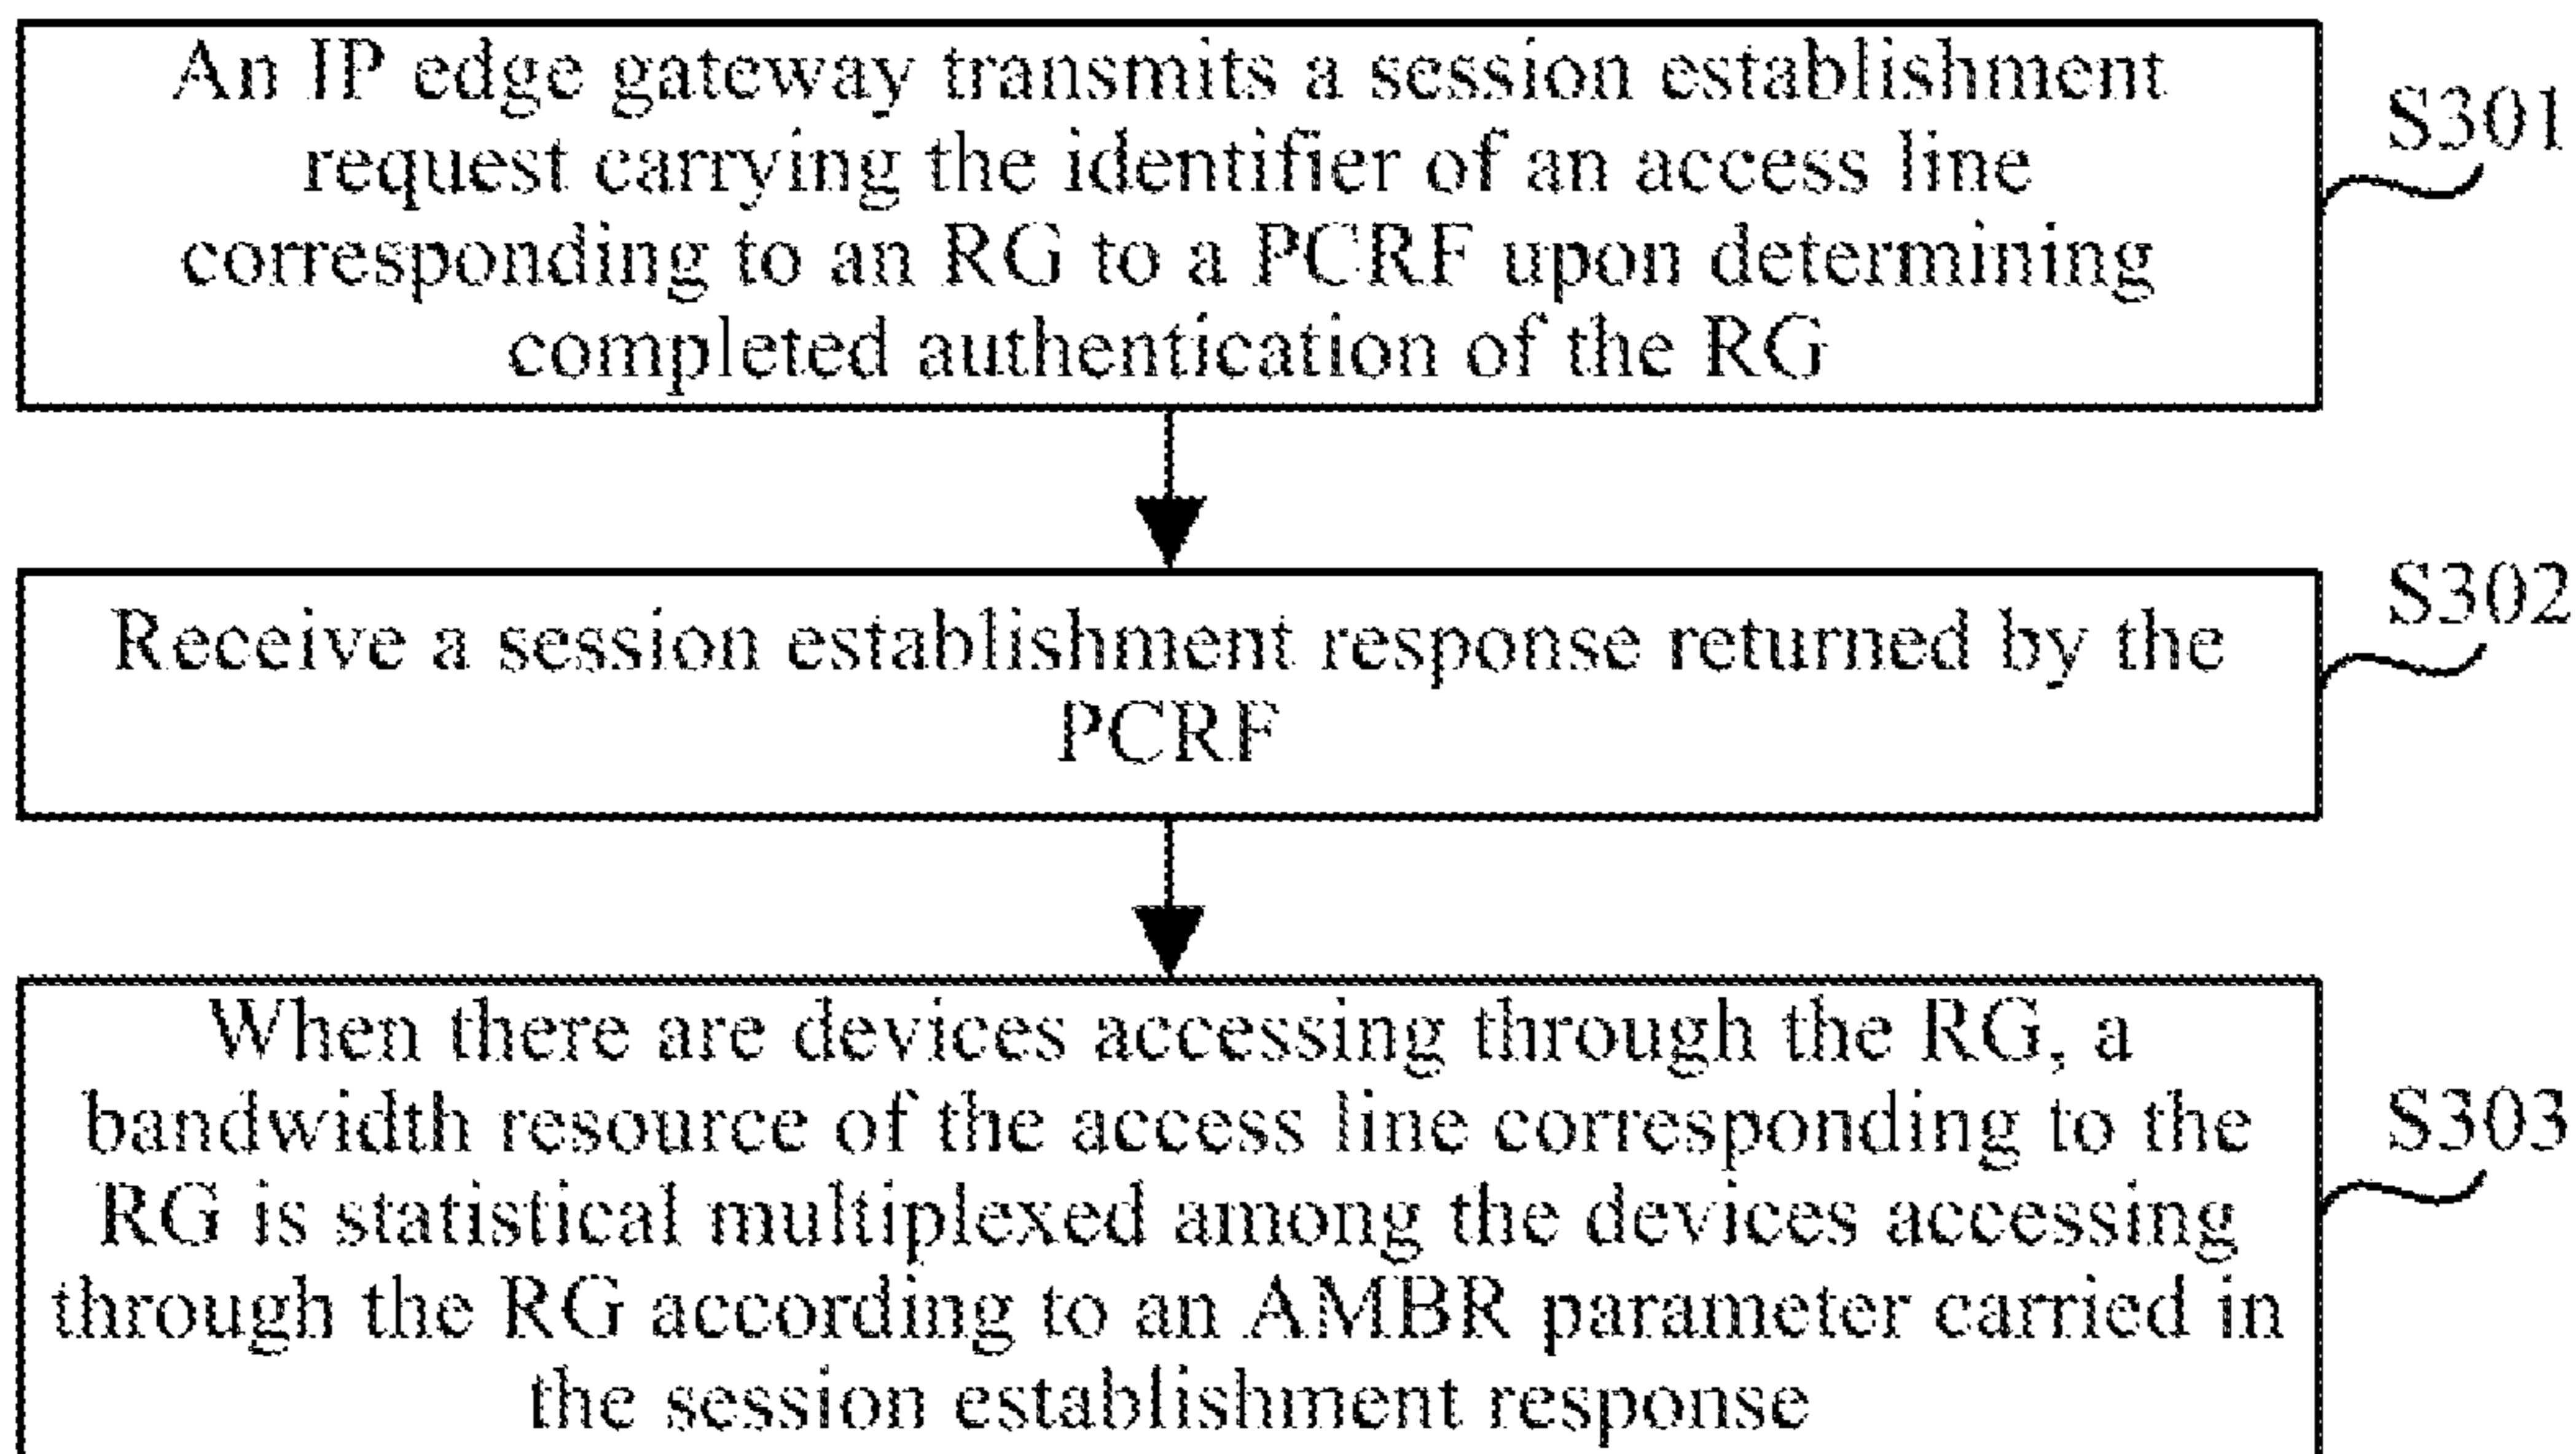 An IP edge gateway transmits a session establishment
request carrying the identifier of an access line
corresponding to an RG to a PCRF upon determining
completed authentication of the RG
S301
Receive a session establishment response returned by the
PCRF
S302
When there are devices accessing through the RG, a
bandwidth resource of the access line corresponding to the
RG is statistical multiplexed among the devices accessing
through the RG according to an AMBR parameter carried in
the session establishment response
S303